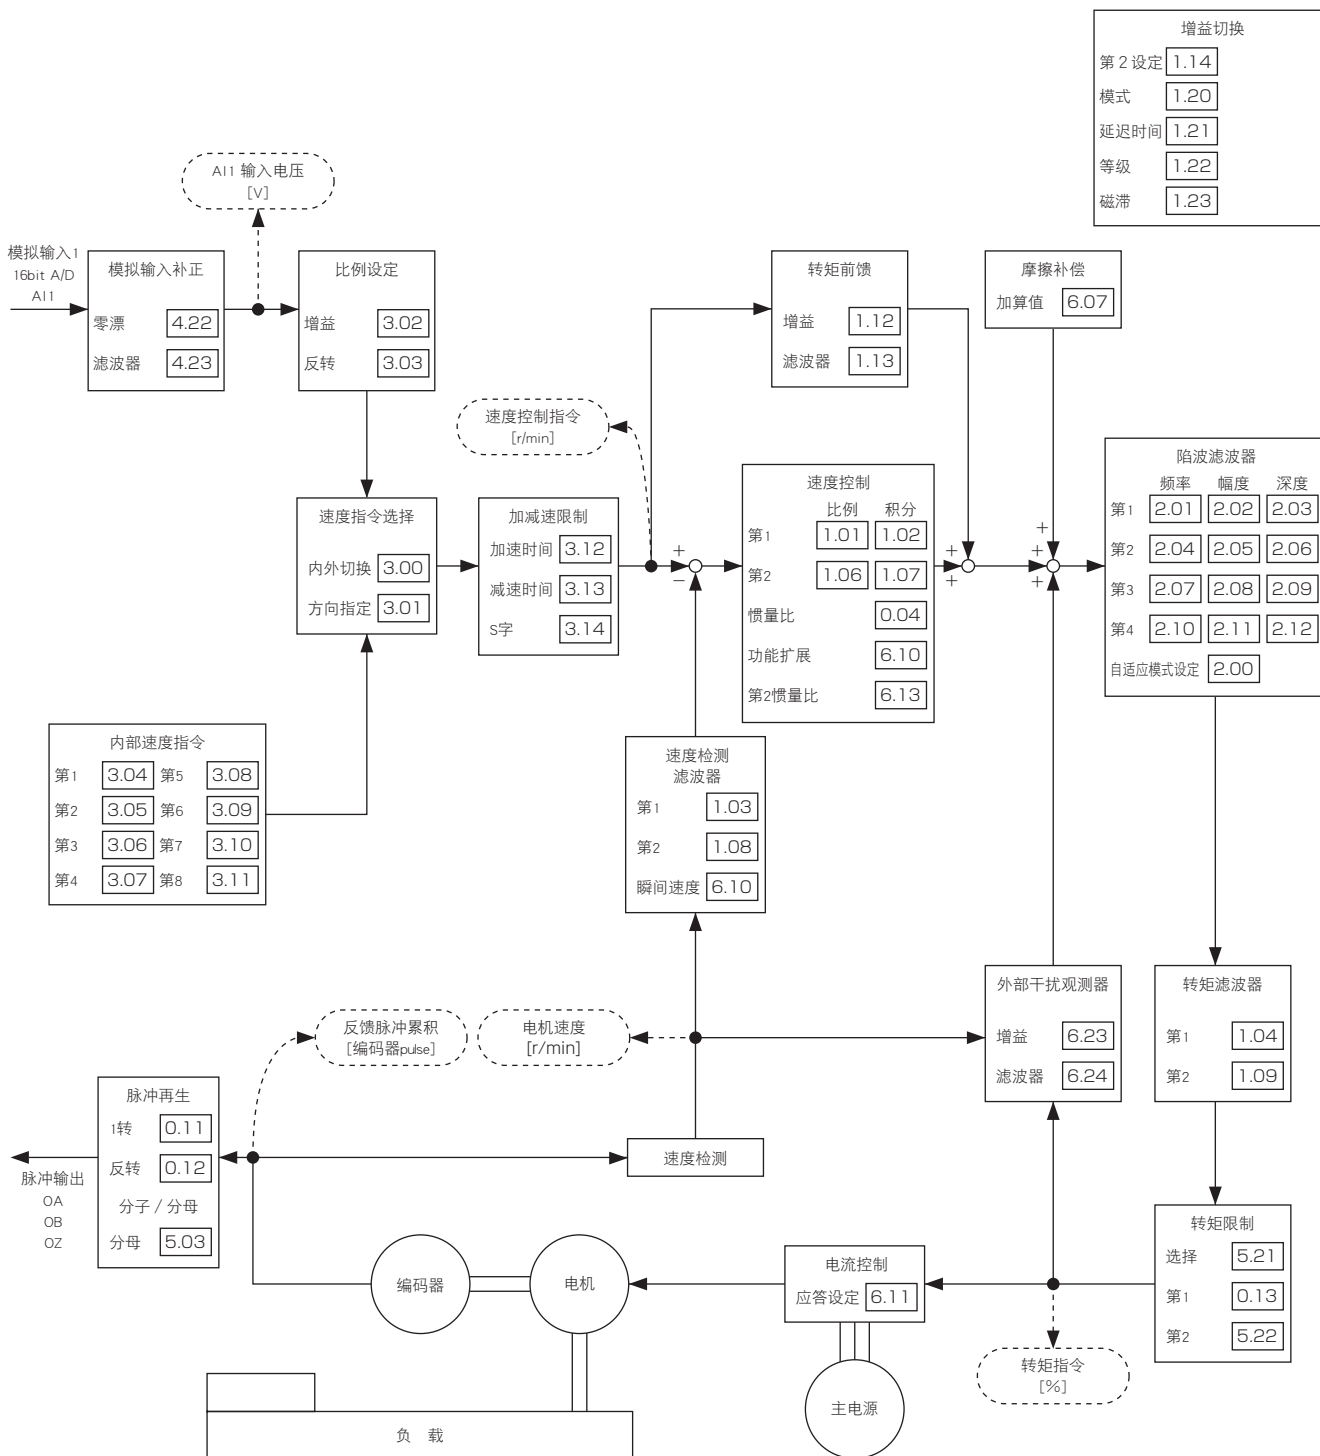 增益切换
第2设定 1.14
模式 1.20
延迟时间 1.21
等级 1.22
磁滞 1.23
AI1 输入电压
[V]
模拟输入1
16bit A/D
AI1
模拟输入补正
零漂 4.22
滤波器 4.23
比例设定
增益 3.02
反转 3.03
转矩前馈
增益 1.12
滤波器 1.13
摩擦补偿
加算值 6.07
速度控制指令
[r/min]
速度指令选择
内外切换 3.00
方向指定 3.01
加减速限制
加速时间 3.12
减速时间 3.13
S字 3.14
+
−
速度控制
比例 积分
第1 1.01 1.02
第2 1.06 1.07
惯量比 0.04
功能扩展 6.10
第2惯量比 6.13
+
+
+
+
+
陷波滤波器
频率 幅度 深度
第1 2.01 2.02 2.03
第2 2.04 2.05 2.06
第3 2.07 2.08 2.09
第4 2.10 2.11 2.12
自适应模式设定 2.00
内部速度指令
第1 3.04 第5 3.08
第2 3.05 第6 3.09
第3 3.06 第7 3.10
第4 3.07 第8 3.11
速度检测
滤波器
第1 1.03
第2 1.08
瞬间速度 6.10
反馈脉冲累积
[编码器pulse]
电机速度
[r/min]
外部干扰观测器
增益 6.23
滤波器 6.24
转矩滤波器
第1 1.04
第2 1.09
脉冲再生
1转 0.11
反转 0.12
分子 / 分母
分母 5.03
脉冲输出
OA
OB
OZ
速度检测
转矩限制
选择 5.21
第1 0.13
第2 5.22
编码器
电机
电流控制
应答设定 6.11
转矩指令
[%]
主电源
负 载